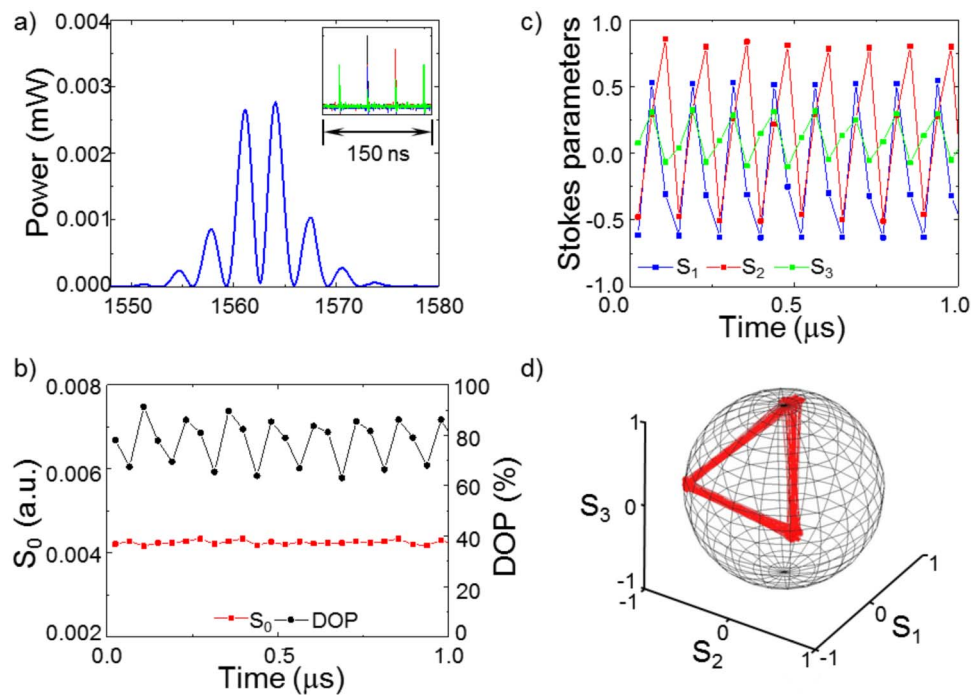 a)
0.004
0.003
0.002
0.001
0.000
Power (mW)
150 ns
1550 1560 1570 1580
c)
1.0
0.5
0.0
-0.5
-1.0
Stokes parameters
S1 S2 S3
0.0 0.5 1.0
Time (μs)
b)
0.008
0.006
0.004
0.002
S0 (a.u.)
100
80
60
40
20
0
DOP (%)
S0 DOP
0.0 0.5 1.0
Time (μs)
d)
1
0
-1
S3
-1
0
1
S2
-1
0
1
S1